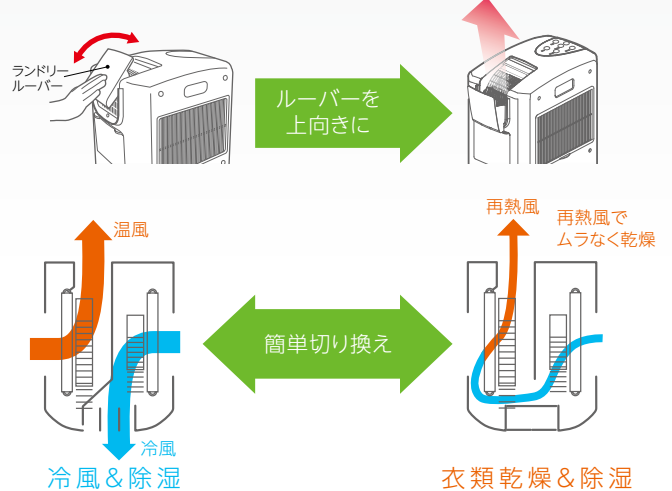 ランドリー
ルーバー
ルーバーを
上向きに
温風
再熱風
再熱風で
ムラなく乾燥
簡単切り換え
冷風
冷風&除湿
衣類乾燥&除湿